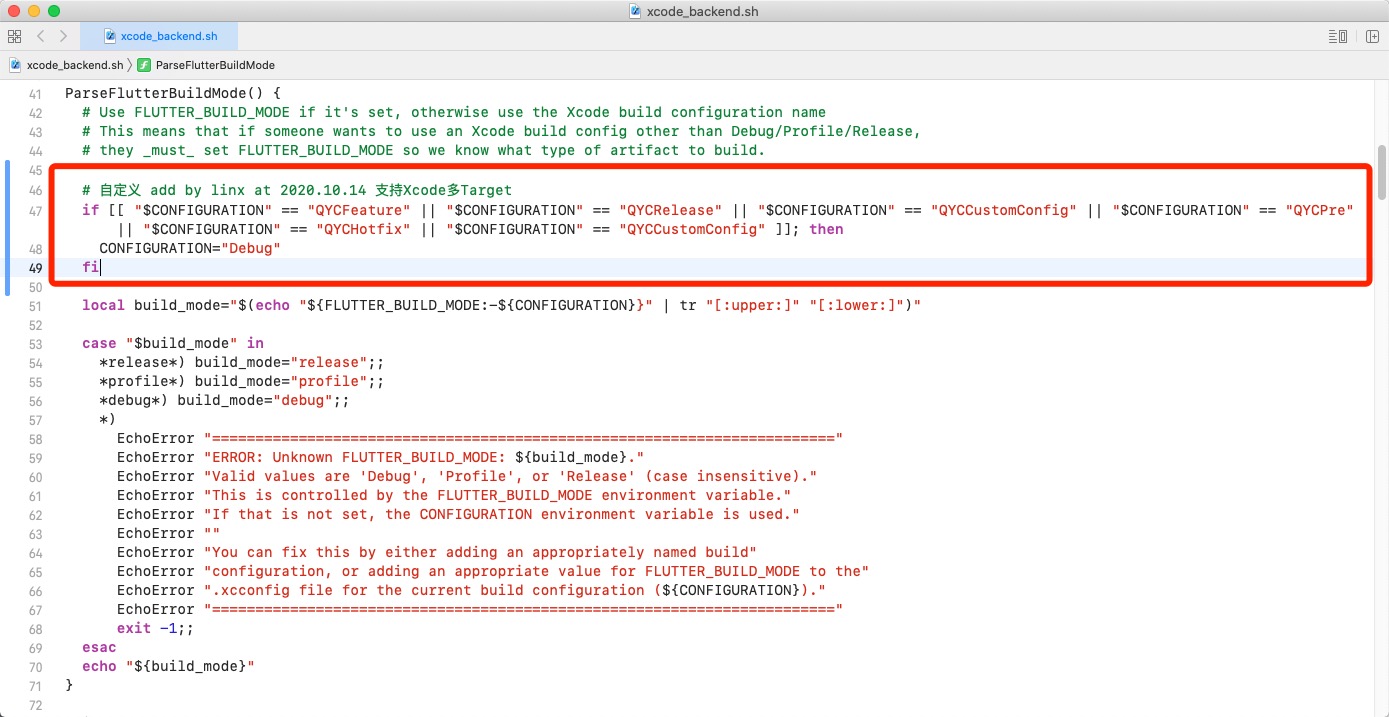 xcode_backend.sh
xcode_backend.sh
xcode_backend.sh 〉 ParseFlutterBuildMode
41 ParseFlutterBuildMode() {
42 # Use FLUTTER_BUILD_MODE if it's set, otherwise use the Xcode build configuration name
43 # This means that if someone wants to use an Xcode build config other than Debug/Profile/Release,
44 # they _must_ set FLUTTER_BUILD_MODE so we know what type of artifact to build.
45
46 # 自定义 add by linx at 2020.10.14 支持Xcode多Target
47 if [[ "$CONFIGURATION" == "QYCFeature" || "$CONFIGURATION" == "QYCRelease" || "$CONFIGURATION" == "QYCCustomConfig" || "$CONFIGURATION" == "QYCPre"
|| "$CONFIGURATION" == "QYCHotfix" || "$CONFIGURATION" == "QYCCustomConfig" ]]; then
48 CONFIGURATION="Debug"
49 fi
50
51 local build_mode="$(echo "${FLUTTER_BUILD_MODE:-${CONFIGURATION}}" | tr "[:upper:]" "[:lower:]")"
52
53 case "$build_mode" in
54 *release*) build_mode="release";;
55 *profile*) build_mode="profile";;
56 *debug*) build_mode="debug";;
57 *)
58 EchoError "========================================================================"
59 EchoError "ERROR: Unknown FLUTTER_BUILD_MODE: ${build_mode}."
60 EchoError "Valid values are 'Debug', 'Profile', or 'Release' (case insensitive)."
61 EchoError "This is controlled by the FLUTTER_BUILD_MODE environment variable."
62 EchoError "If that is not set, the CONFIGURATION environment variable is used."
63 EchoError ""
64 EchoError "You can fix this by either adding an appropriately named build"
65 EchoError "configuration, or adding an appropriate value for FLUTTER_BUILD_MODE to the"
66 EchoError ".xcconfig file for the current build configuration (${CONFIGURATION})."
67 EchoError "========================================================================"
68 exit -1;;
69 esac
70 echo "${build_mode}"
71 }
72